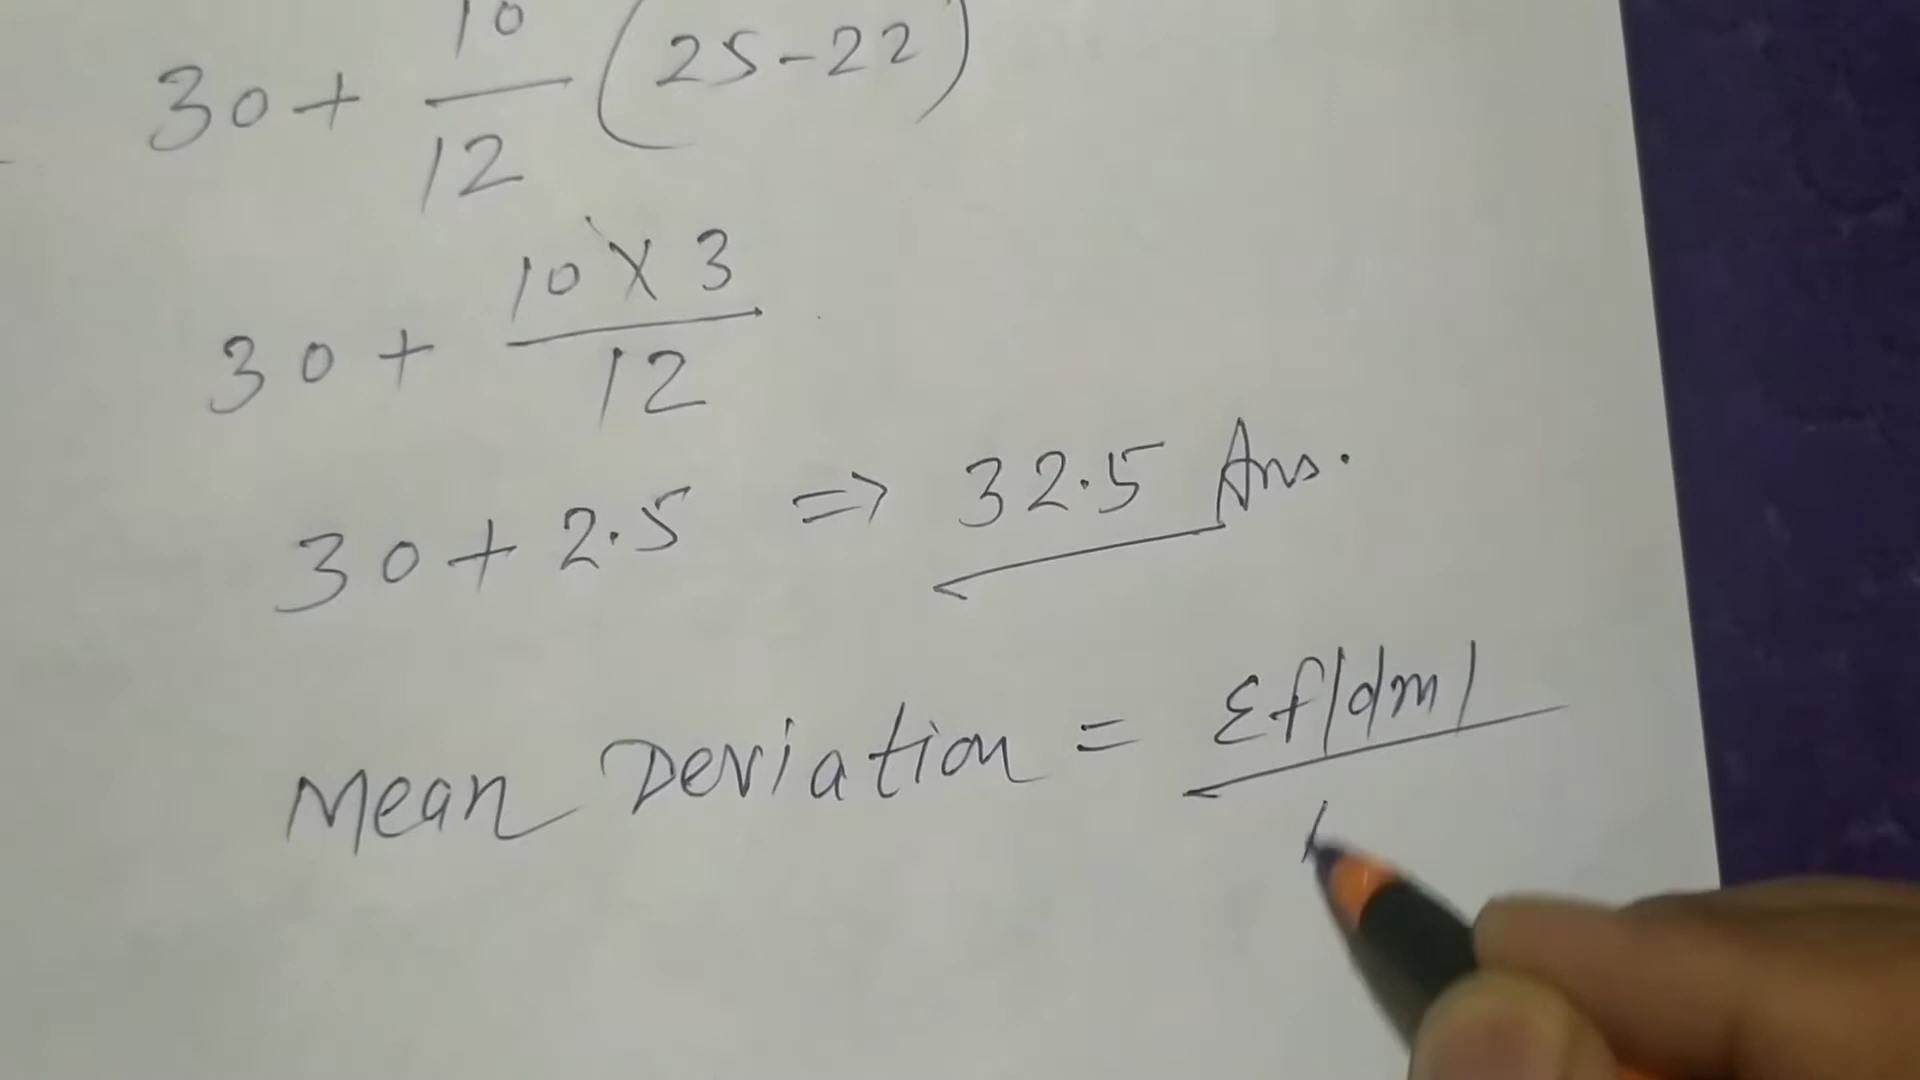 30 + 10/12 (25-22)
30 + 10 X 3/12
30 + 2.5 => 32.5 Ans.
Mean Deviation = Σf|dm|